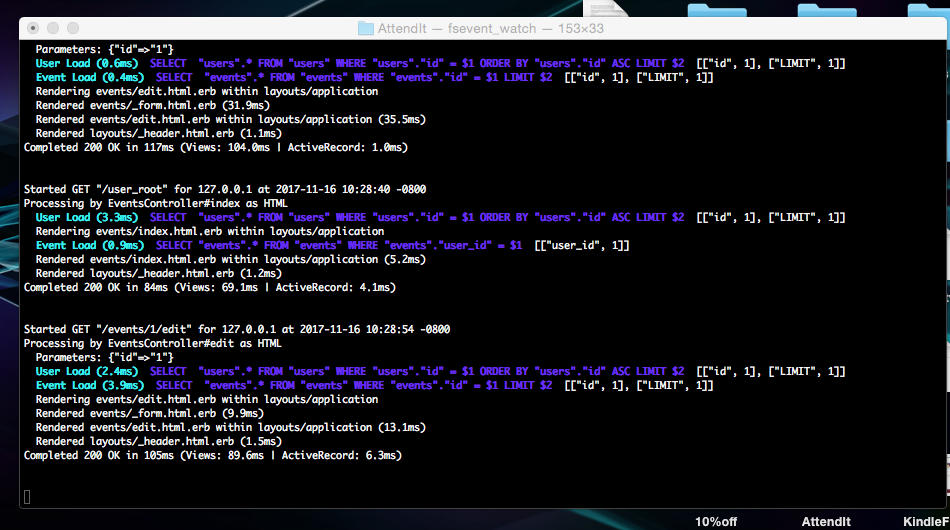 AttendIt — fsevent_watch — 153×33
Parameters: {"id"=>"1"}
User Load (0.6ms) SELECT "users".* FROM "users" WHERE "users"."id" = $1 ORDER BY "users"."id" ASC LIMIT $2 [["id", 1], ["LIMIT", 1]]
Event Load (0.4ms) SELECT "events".* FROM "events" WHERE "events"."id" = $1 LIMIT $2 [["id", 1], ["LIMIT", 1]]
Rendering events/edit.html.erb within layouts/application
Rendered events/_form.html.erb (31.9ms)
Rendered events/edit.html.erb within layouts/application (35.5ms)
Rendered layouts/_header.html.erb (1.1ms)
Completed 200 OK in 117ms (Views: 104.0ms | ActiveRecord: 1.0ms)
Started GET "/user_root" for 127.0.0.1 at 2017-11-16 10:28:40 -0800
Processing by EventsController#index as HTML
User Load (3.3ms) SELECT "users".* FROM "users" WHERE "users"."id" = $1 ORDER BY "users"."id" ASC LIMIT $2 [["id", 1], ["LIMIT", 1]]
Rendering events/index.html.erb within layouts/application
Event Load (0.9ms) SELECT "events".* FROM "events" WHERE "events"."user_id" = $1 [["user_id", 1]]
Rendered events/index.html.erb within layouts/application (5.2ms)
Rendered layouts/_header.html.erb (1.2ms)
Completed 200 OK in 84ms (Views: 69.1ms | ActiveRecord: 4.1ms)
Started GET "/events/1/edit" for 127.0.0.1 at 2017-11-16 10:28:54 -0800
Processing by EventsController#edit as HTML
Parameters: {"id"=>"1"}
User Load (2.4ms) SELECT "users".* FROM "users" WHERE "users"."id" = $1 ORDER BY "users"."id" ASC LIMIT $2 [["id", 1], ["LIMIT", 1]]
Event Load (3.9ms) SELECT "events".* FROM "events" WHERE "events"."id" = $1 LIMIT $2 [["id", 1], ["LIMIT", 1]]
Rendering events/edit.html.erb within layouts/application
Rendered events/_form.html.erb (9.9ms)
Rendered events/edit.html.erb within layouts/application (13.1ms)
Rendered layouts/_header.html.erb (1.5ms)
Completed 200 OK in 105ms (Views: 89.6ms | ActiveRecord: 6.3ms)
10%off AttendIt KindleF